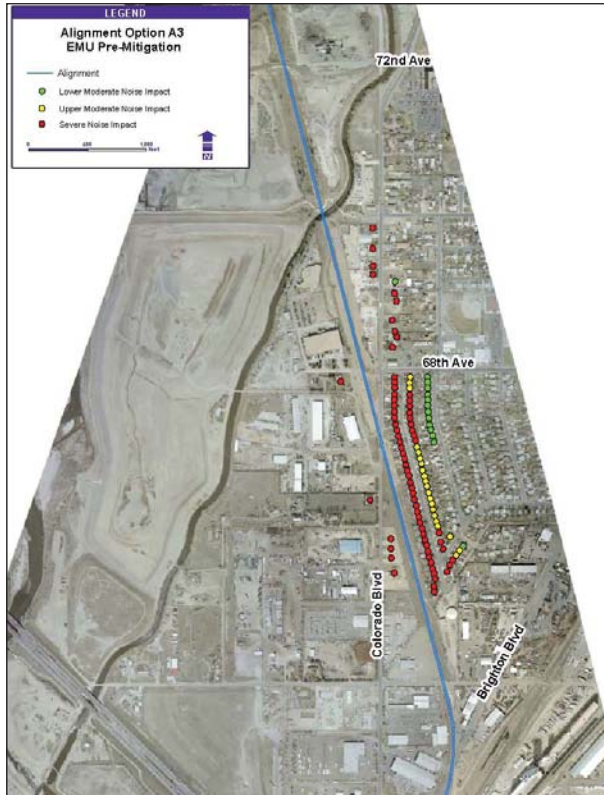 LEGEND
Alignment Option A3
EMU Pre-Mitigation
Alignment
Lower Moderate Noise Impact
Upper Moderate Noise Impact
Severe Noise Impact
N
72nd Ave
68th Ave
Colorado Blvd
Brighton Blvd